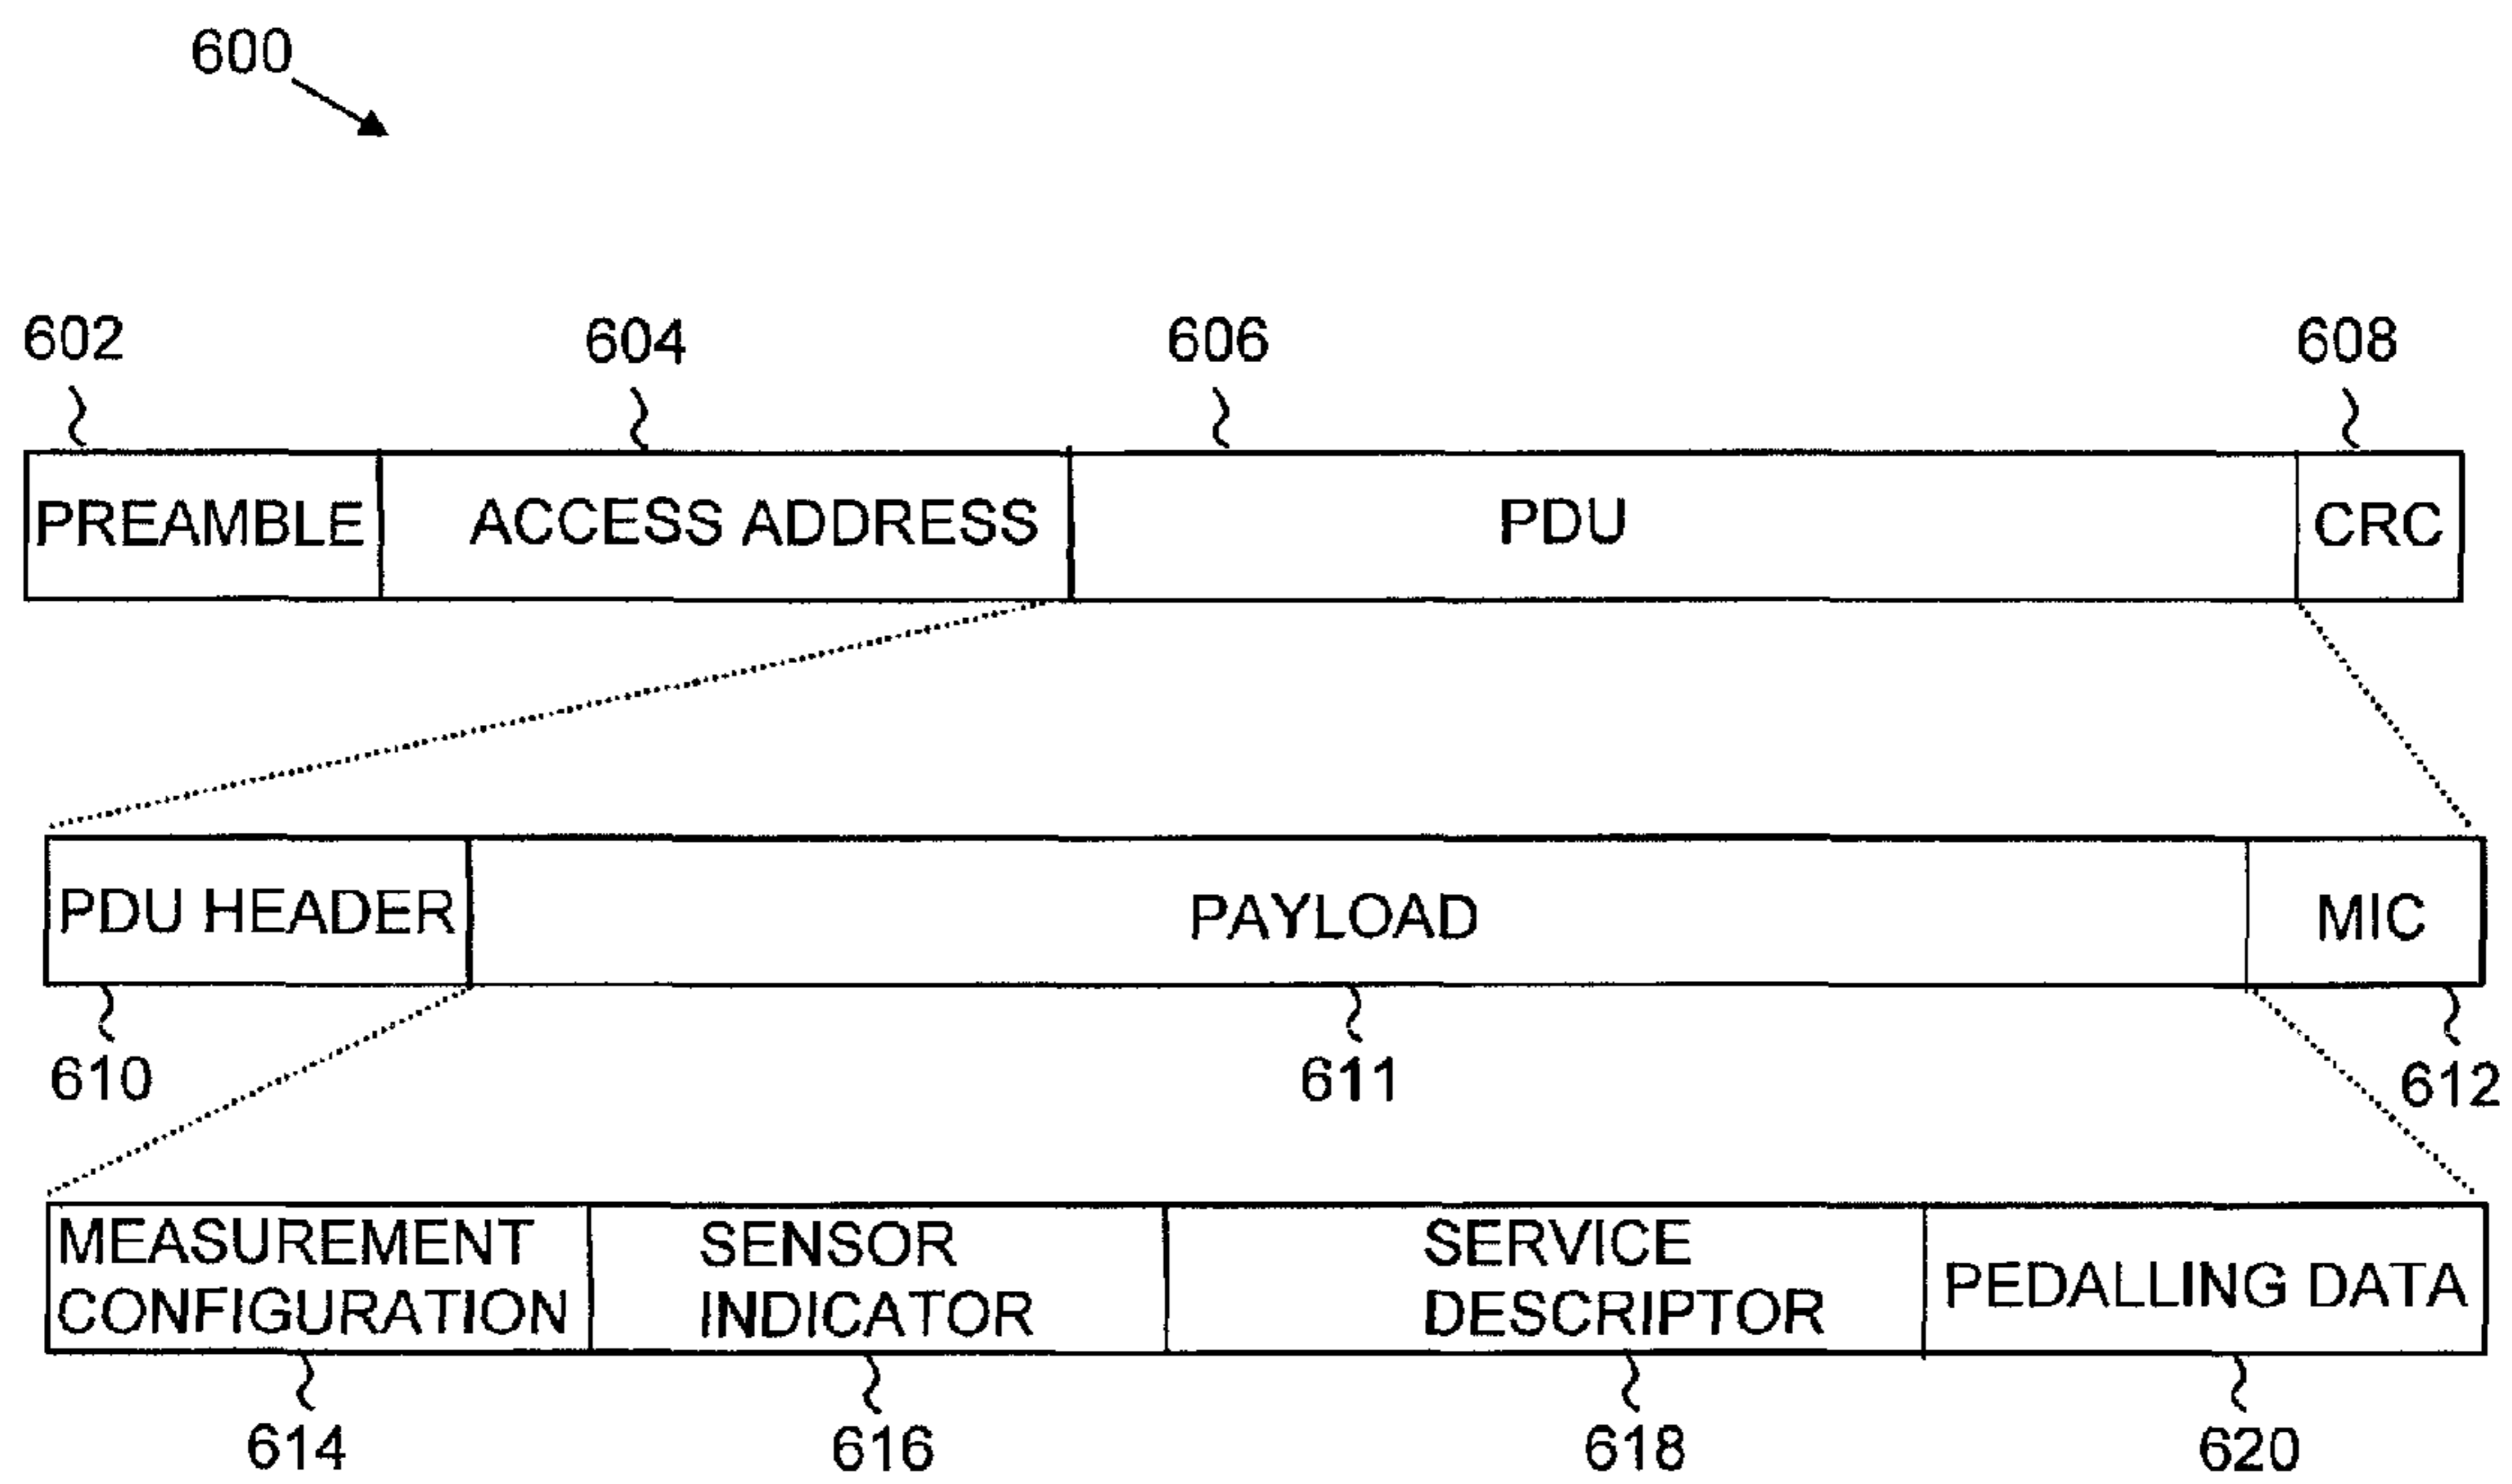 600
602 604 606 608
PREAMBLE ACCESS ADDRESS PDU CRC
PDU HEADER PAYLOAD MIC
610 611 612
MEASUREMENT CONFIGURATION
SENSOR INDICATOR
SERVICE DESCRIPTOR
PEDALLING DATA
614 616 618 620